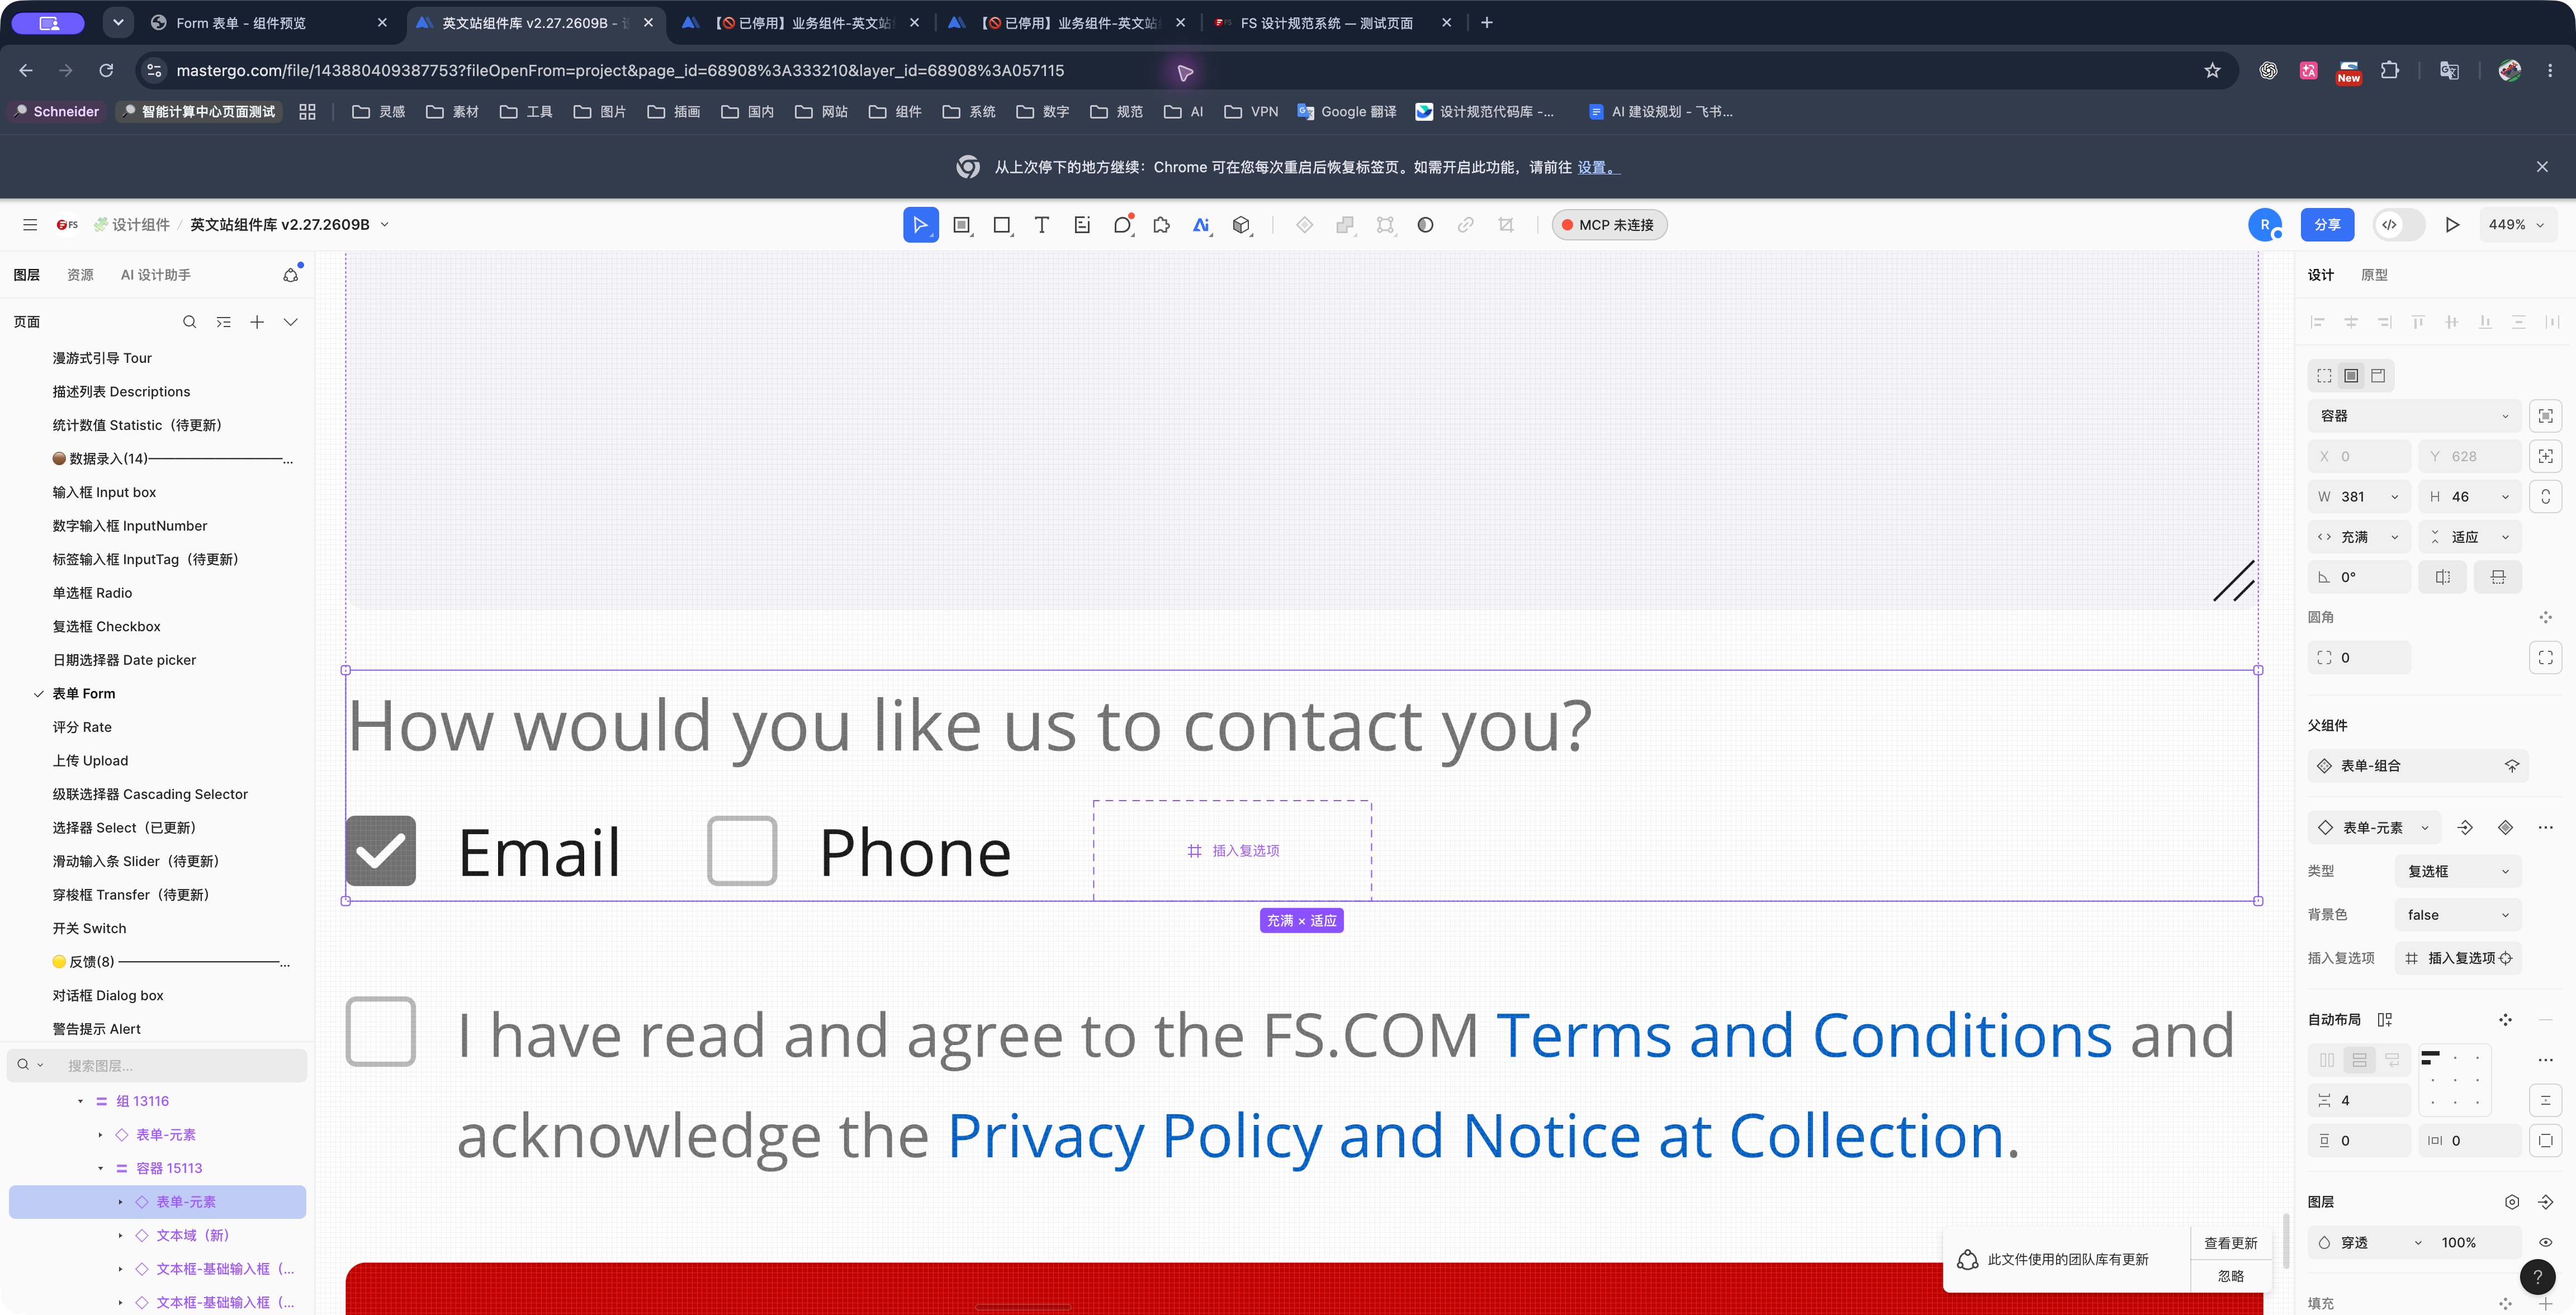 Form 表单 - 组件预览
英文站组件库 v2.27.2609B -
【🚫 已停用】业务组件-英文站
【🚫 已停用】业务组件-英文站
FS 设计规范系统 — 测试页面
mastergo.com/file/143880409387753?fileOpenFrom=project&page_id=68908%3A333210&layer_id=68908%3A057115
New
Schneider
智能计算中心页面测试
灵感
素材
工具
图片
插画
国内
网站
组件
系统
数字
规范
AI
VPN
Google 翻译
设计规范代码库 -...
AI 建设规划 - 飞书...
从上次停下的地方继续：Chrome 可在您每次重启后恢复标签页。如需开启此功能，请前往 设置。
FS
设计组件 / 英文站组件库 v2.27.2609B
Ai
MCP 未连接
R
分享
449%
图层
资源
AI 设计助手
页面
漫游式引导 Tour
描述列表 Descriptions
统计数值 Statistic（待更新）
🟤 数据录入(14)————————————...
输入框 Input box
数字输入框 InputNumber
标签输入框 InputTag（待更新）
单选框 Radio
复选框 Checkbox
日期选择器 Date picker
表单 Form
评分 Rate
上传 Upload
级联选择器 Cascading Selector
选择器 Select（已更新）
滑动输入条 Slider（待更新）
穿梭框 Transfer（待更新）
开关 Switch
🟡 反馈(8) ——————————————...
对话框 Dialog box
警告提示 Alert
搜索图层...
组 13116
表单-元素
容器 15113
表单-元素
文本域（新）
文本框-基础输入框（...
文本框-基础输入框（...
How would you like us to contact you?
Email
Phone
插入复选项
充满 × 适应
I have read and agree to the FS.COM Terms and Conditions and
acknowledge the Privacy Policy and Notice at Collection.
此文件使用的团队库有更新
查看更新
忽略
设计
原型
容器
X 0
Y 628
W 381
H 46
充满
适应
0°
圆角
0
父组件
表单-组合
表单-元素
类型
复选框
背景色
false
插入复选项
插入复选项
自动布局
4
0
0
图层
穿透
100%
?
填充